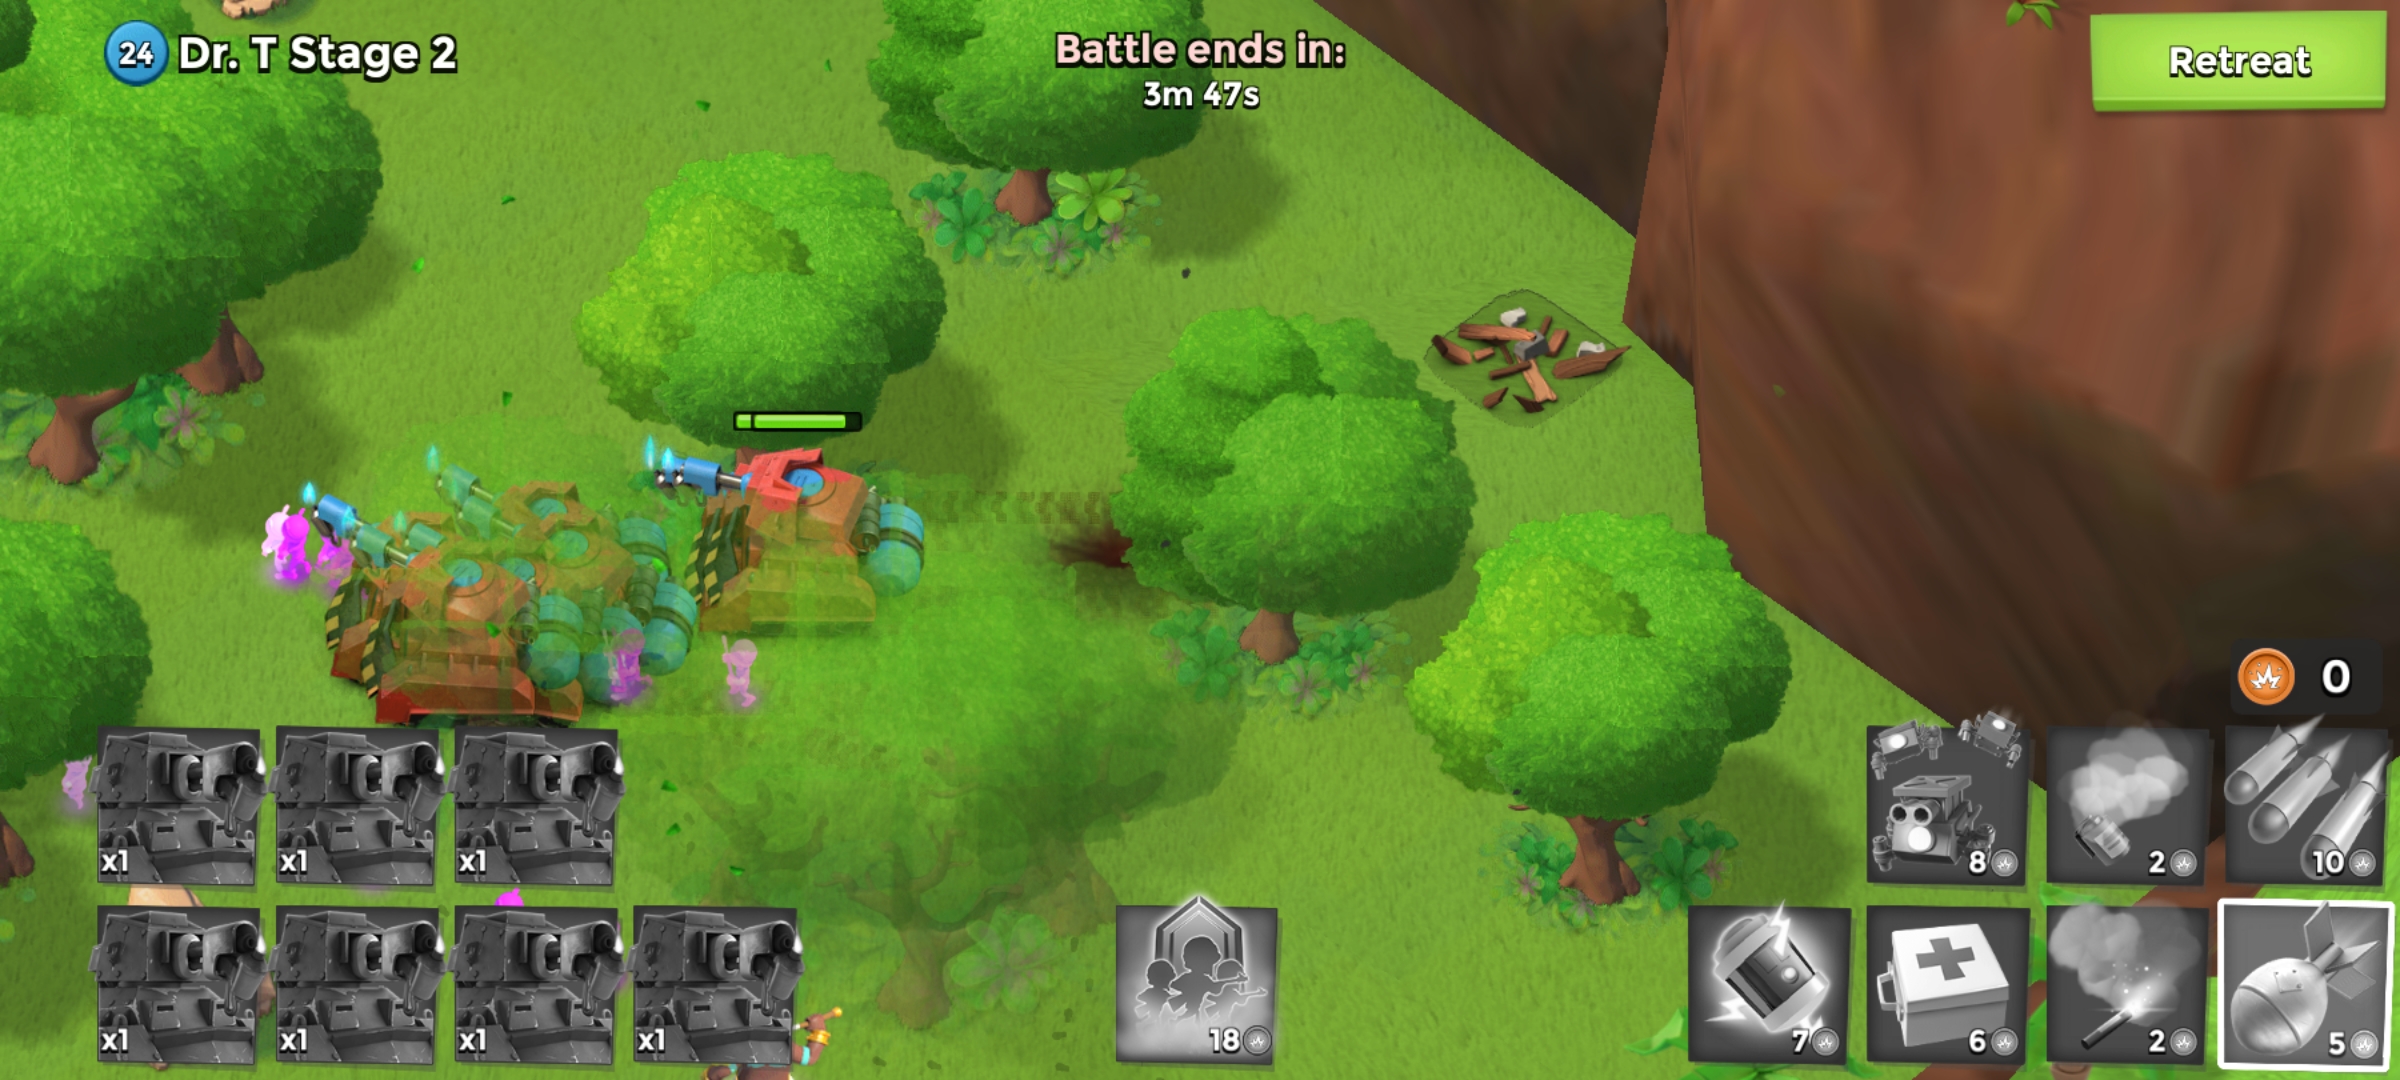 24 Dr. T Stage 2
Battle ends in:
3m 47s
Retreat
0
x1 x1 x1
8 2 10
x1 x1 x1 x1
18
7 6 2 5